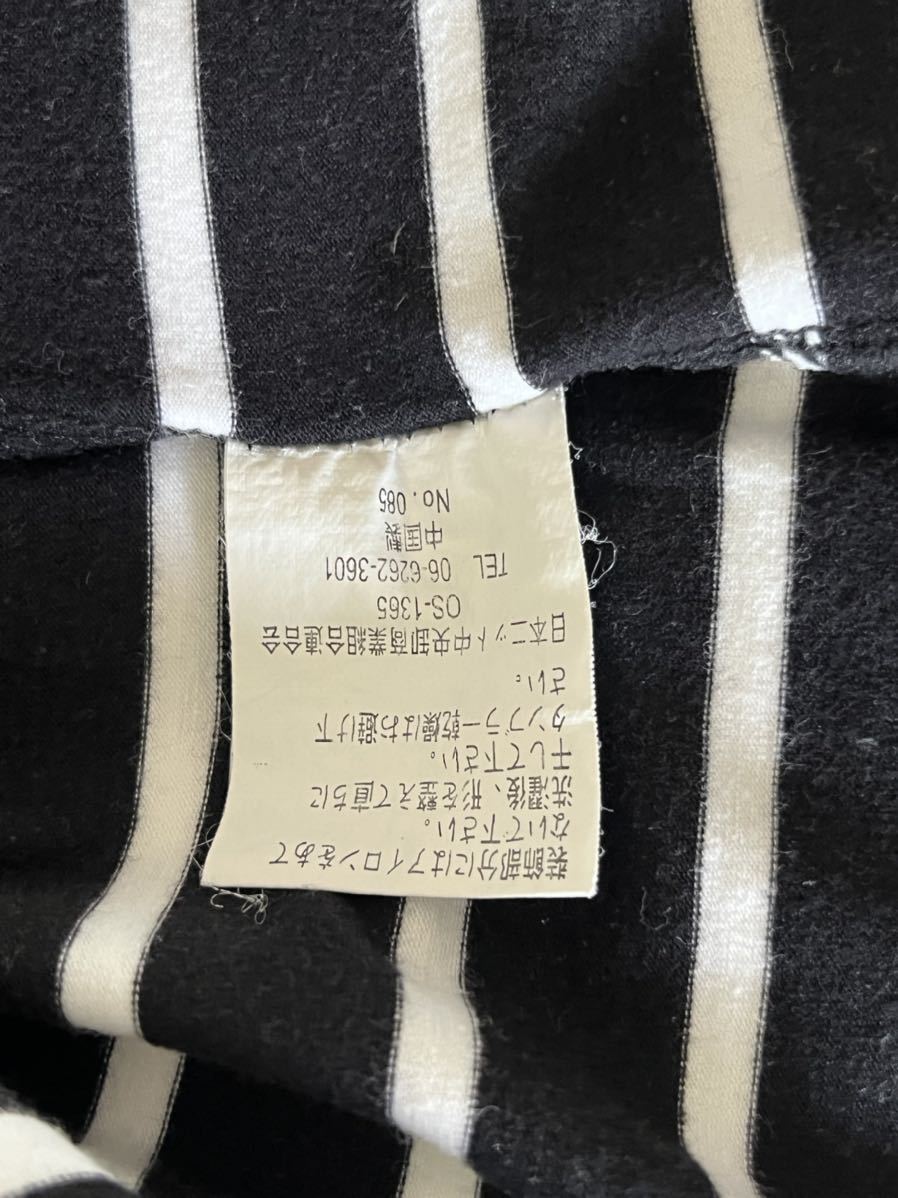 装飾部分にはアイロンをあて
ないで下さい。
洗濯後、形を整えて直ちに
干して下さい。
タンブラー乾燥はお避け下
さい。
日本ニット中央卸商業組合連合会
OS-1365
TEL 06-6262-3601
中国製
No. 085